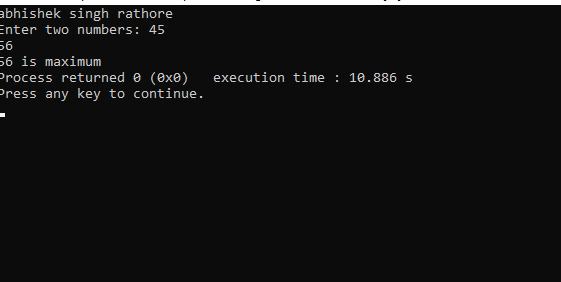 abhishek singh rathore
Enter two numbers: 45
56
56 is maximum
Process returned 0 (0x0)   execution time : 10.886 s
Press any key to continue.